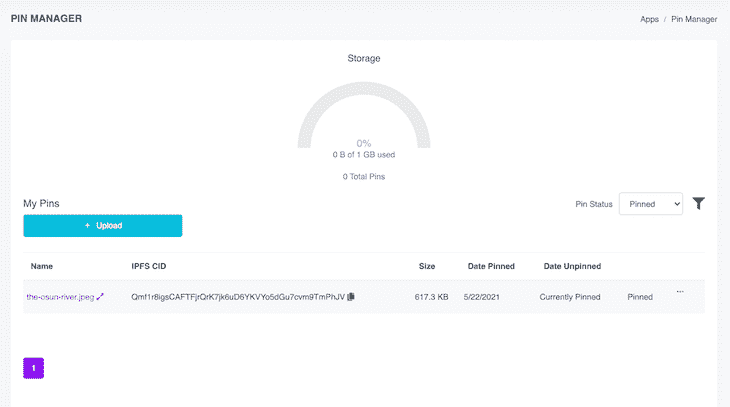 PIN MANAGER
Apps / Pin Manager
Storage
0%
0 B of 1 GB used
0 Total Pins
My Pins
Pin Status Pinned
+ Upload
Name IPFS CID Size Date Pinned Date Unpinned
the-osun-river.jpeg Qmf1r8igsCAFTFjrQrK7jk6uD6YKVYo5dGu7cvm9TmPhJV 617.3 KB 5/22/2021 Currently Pinned Pinned ...
1